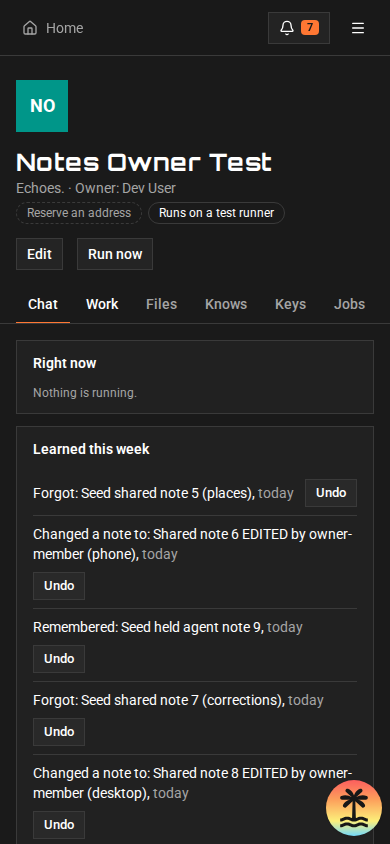 Home
7
NO
Notes Owner Test
Echoes. · Owner: Dev User
Reserve an address
Runs on a test runner
Edit
Run now
Chat
Work
Files
Knows
Keys
Jobs
Right now
Nothing is running.
Learned this week
Forgot: Seed shared note 5 (places), today
Undo
Changed a note to: Shared note 6 EDITED by owner-
member (phone), today
Undo
Remembered: Seed held agent note 9, today
Undo
Forgot: Seed shared note 7 (corrections), today
Undo
Changed a note to: Shared note 8 EDITED by owner-
member (desktop), today
Undo